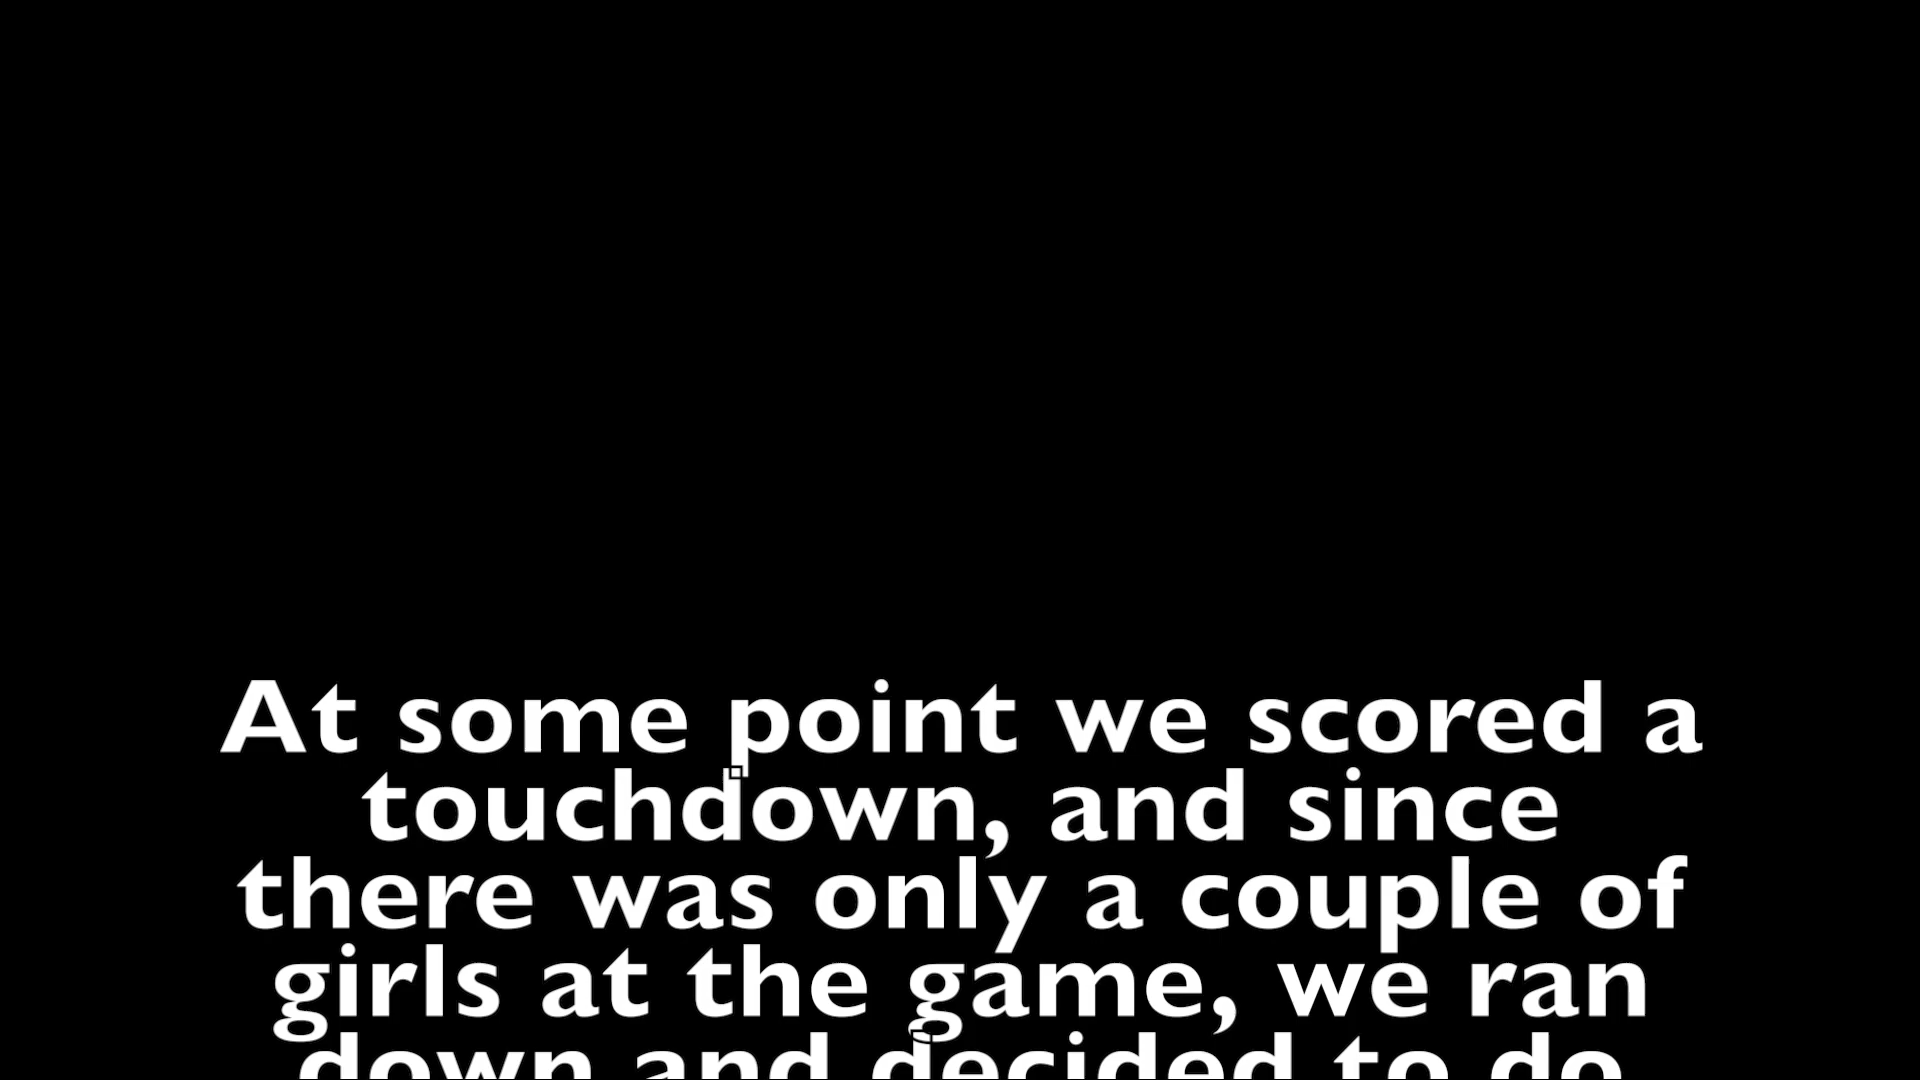 At some point we scored a
touchdown, and since
there was only a couple of
girls at the game, we ran
down and decided to do